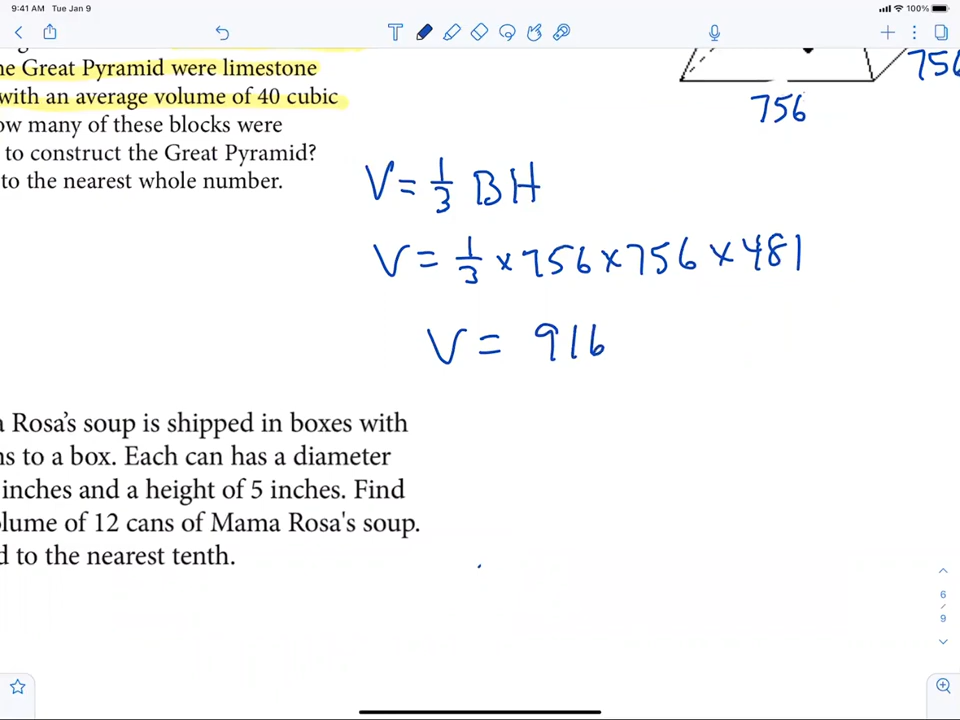 9:41 AM Tue Jan 9
100%
T
he Great Pyramid were limestone
with an average volume of 40 cubic
ow many of these blocks were
to construct the Great Pyramid?
to the nearest whole number.
756
756
V = 1/3 BH
V = 1/3 × 756 × 756 × 481
V = 916
a Rosa's soup is shipped in boxes with
ns to a box. Each can has a diameter
inches and a height of 5 inches. Find
olume of 12 cans of Mama Rosa's soup.
d to the nearest tenth.
6
/
9